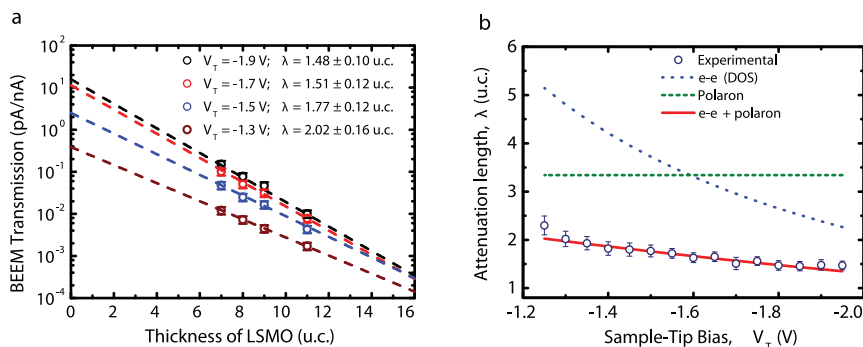 a
BEEM Transmission (pA/nA)
10²
10¹
10⁰
10⁻¹
10⁻²
10⁻³
10⁻⁴
V_T = -1.9 V; λ = 1.48 ± 0.10 u.c.
V_T = -1.7 V; λ = 1.51 ± 0.12 u.c.
V_T = -1.5 V; λ = 1.77 ± 0.12 u.c.
V_T = -1.3 V; λ = 2.02 ± 0.16 u.c.
0 2 4 6 8 10 12 14 16
Thickness of LSMO (u.c.)
b
Attenuation length, λ (u.c.)
6
5
4
3
2
1
Experimental
e-e (DOS)
Polaron
e-e + polaron
-1.2 -1.4 -1.6 -1.8 -2.0
Sample-Tip Bias, V_T (V)